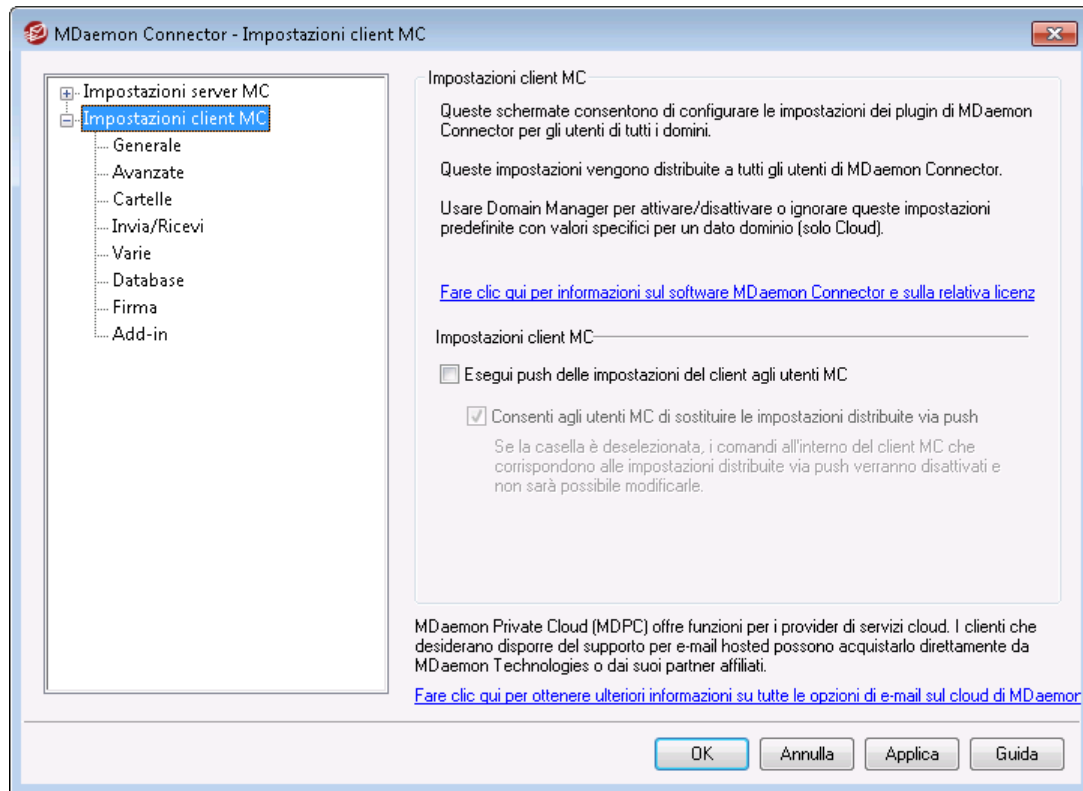 MDaemon Connector - Impostazioni client MC
Impostazioni server MC
Impostazioni client MC
Generale
Avanzate
Cartelle
Invia/Ricevi
Varie
Database
Firma
Add-in
Impostazioni client MC
Queste schermate consentono di configurare le impostazioni dei plugin di MDaemon
Connector per gli utenti di tutti i domini.
Queste impostazioni vengono distribuite a tutti gli utenti di MDaemon Connector.
Usare Domain Manager per attivare/disattivare o ignorare queste impostazioni
predefinite con valori specifici per un dato dominio (solo Cloud).
Fare clic qui per informazioni sul software MDaemon Connector e sulla relativa licenz
Impostazioni client MC
Esegui push delle impostazioni del client agli utenti MC
Consenti agli utenti MC di sostituire le impostazioni distribuite via push
Se la casella è deselezionata, i comandi all'interno del client MC che
corrispondono alle impostazioni distribuite via push verranno disattivati e
non sarà possibile modificarle.
MDaemon Private Cloud (MDPC) offre funzioni per i provider di servizi cloud. I clienti che
desiderano disporre del supporto per e-mail hosted possono acquistarlo direttamente da
MDaemon Technologies o dai suoi partner affiliati.
Fare clic qui per ottenere ulteriori informazioni su tutte le opzioni di e-mail sul cloud di MDaemon
OK
Annulla
Applica
Guida